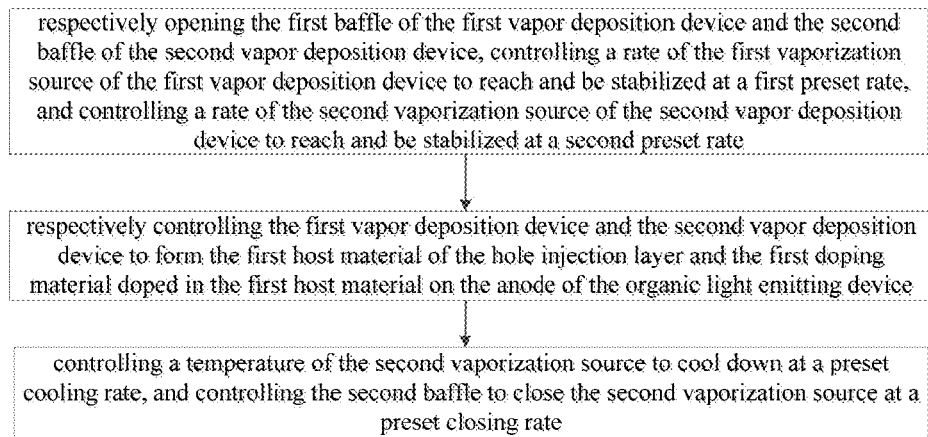 respectively opening the first baffle of the first vapor deposition device and the second
baffle of the second vapor deposition device, controlling a rate of the first vaporization
source of the first vapor deposition device to reach and be stabilized at a first preset rate,
and controlling a rate of the second vaporization source of the second vapor deposition
device to reach and be stabilized at a second preset rate
respectively controlling the first vapor deposition device and the second vapor deposition
device to form the first host material of the hole injection layer and the first doping
material doped in the first host material on the anode of the organic light emitting device
controlling a temperature of the second vaporization source to cool down at a preset
cooling rate, and controlling the second baffle to close the second vaporization source at a
preset closing rate